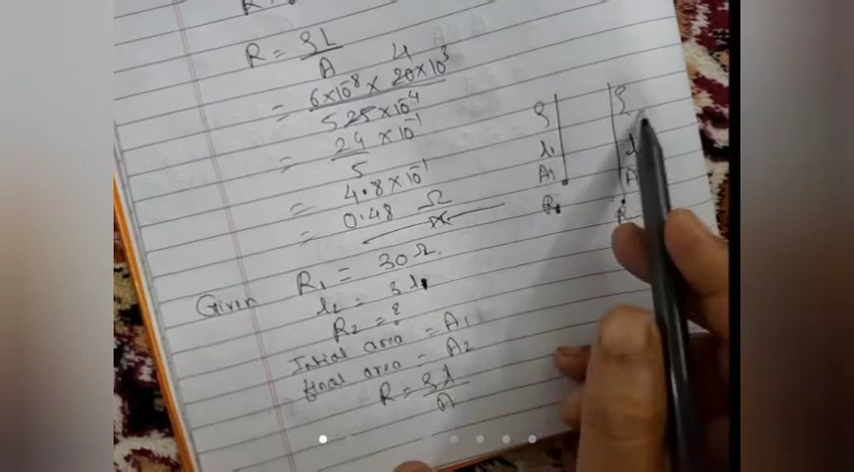 R = ρL / A
= 6×10⁻⁸ × 20×10³ 4 / 5 25×10⁻⁴
= 24 / 5 × 10⁻¹
= 4.8×10⁻¹
= 0.48 Ω
ρ ρ
l₁ l
A₁ A
R₁ R
Given R₁ = 30 Ω.
l₂ = 3 l₁
R₂ = ?
Initial area = A₁
final area = A₂
R = ρl / A